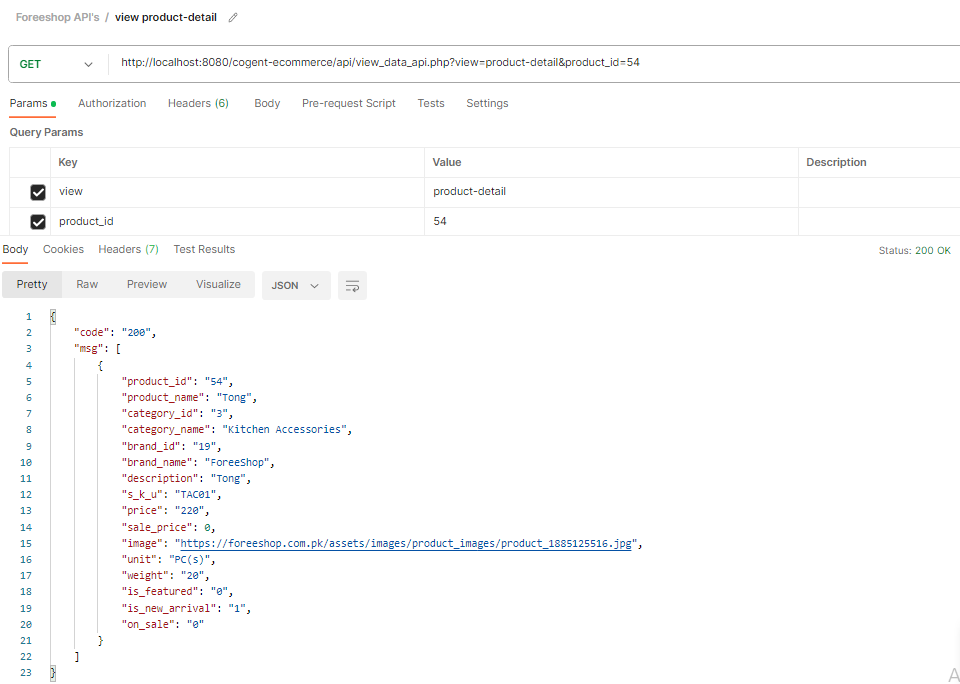 Foreeshop API's / view product-detail
GET http://localhost:8080/cogent-ecommerce/api/view_data_api.php?view=product-detail&product_id=54
Params Authorization Headers (6) Body Pre-request Script Tests Settings
Query Params
Key Value Description
view product-detail
product_id 54
Body Cookies Headers (7) Test Results Status: 200 OK
Pretty Raw Preview Visualize JSON
1 {
2 "code": "200",
3 "msg": [
4 {
5 "product_id": "54",
6 "product_name": "Tong",
7 "category_id": "3",
8 "category_name": "Kitchen Accessories",
9 "brand_id": "19",
10 "brand_name": "ForeeShop",
11 "description": "Tong",
12 "s_k_u": "TAC01",
13 "price": "220",
14 "sale_price": 0,
15 "image": "https://foreeshop.com.pk/assets/images/product_images/product_1885125516.jpg",
16 "unit": "PC(s)",
17 "weight": "20",
18 "is_featured": "0",
19 "is_new_arrival": "1",
20 "on_sale": "0"
21 }
22 ]
23 }
A